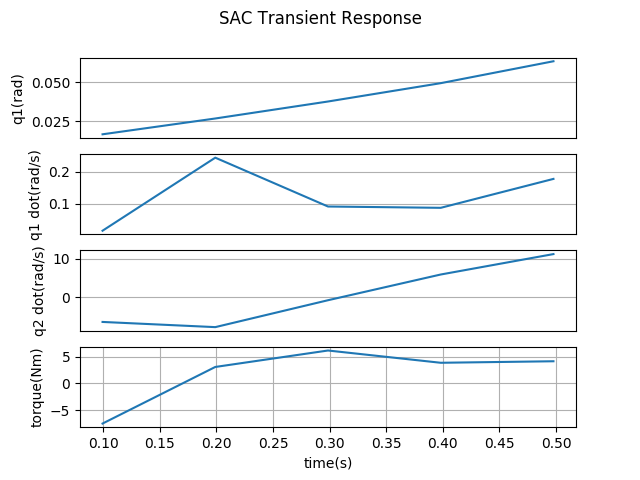 SAC Transient Response
q1(rad)
0.050
0.025
q1 dot(rad/s)
0.2
0.1
q2 dot(rad/s)
10
0
torque(Nm)
5
0
−5
0.10 0.15 0.20 0.25 0.30 0.35 0.40 0.45 0.50
time(s)